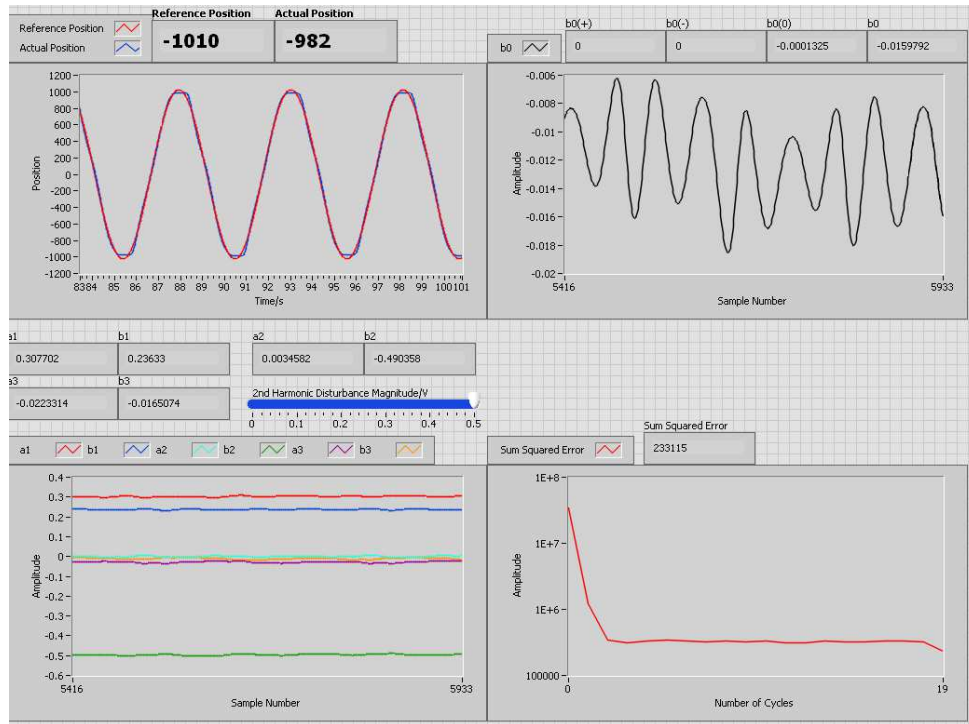 Reference Position
Actual Position
Reference Position
-1010
Actual Position
-982
1200
1000
800
600
400
200
0
-200
-400
-600
-800
-1000
-1200
Position
8384 85 86 87 88 89 90 91 92 93 94 95 96 97 98 99 100101
Time/s
b0
b0(+)
0
b0(-)
0
b0(0)
-0.0001325
b0
-0.0159792
-0.006
-0.008
-0.01
-0.012
-0.014
-0.016
-0.018
-0.02
Amplitude
5416 5933
Sample Number
a1
0.307702
b1
0.23633
a3
-0.0223314
b3
-0.0165074
a2
0.0034582
b2
-0.490358
2nd Harmonic Disturbance Magnitude/V
0 0.1 0.2 0.3 0.4 0.5
a1 b1 a2 b2 a3 b3
0.4
0.3
0.2
0.1
0
-0.1
-0.2
-0.3
-0.4
-0.5
-0.6
Amplitude
5416 5933
Sample Number
Sum Squared Error
Sum Squared Error
233115
1E+8
1E+7
1E+6
100000
Amplitude
0 19
Number of Cycles